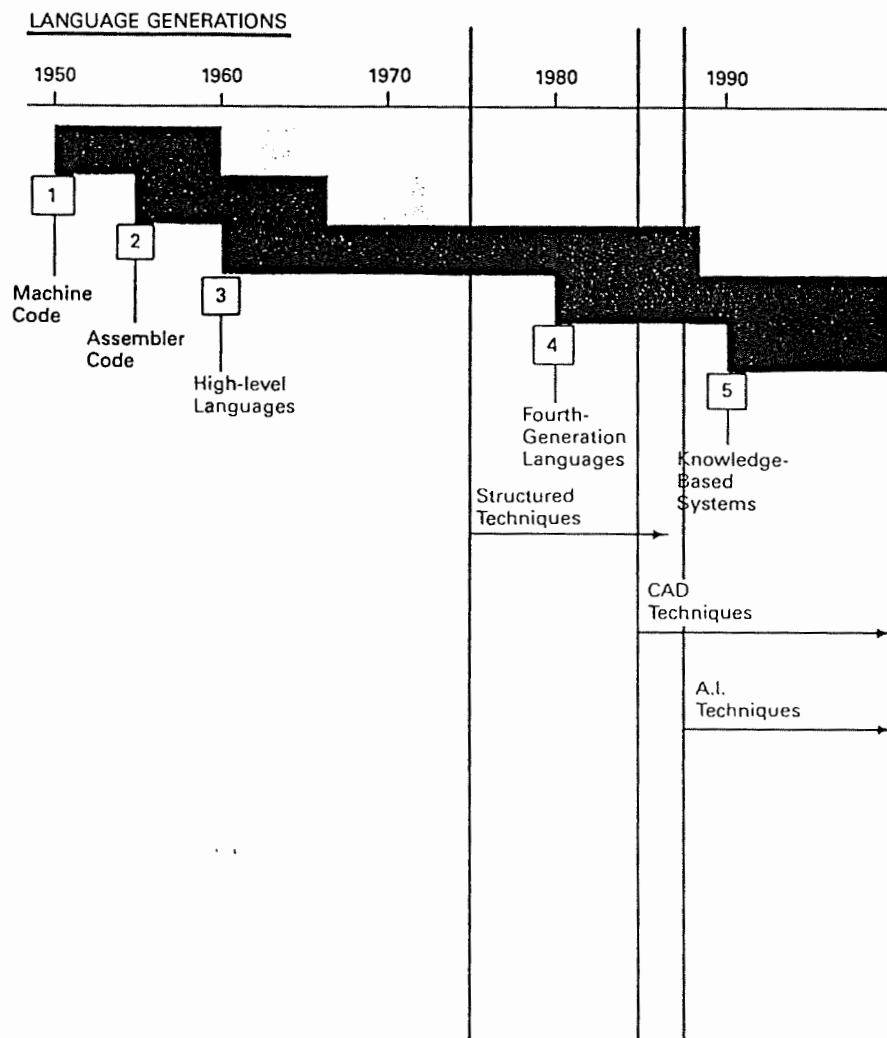 LANGUAGE GENERATIONS
1950 1960 1970 1980 1990
1
Machine
Code
2
Assembler
Code
3
High-level
Languages
4
Fourth-
Generation
Languages
5
Knowledge-
Based
Systems
Structured
Techniques
CAD
Techniques
A.I.
Techniques